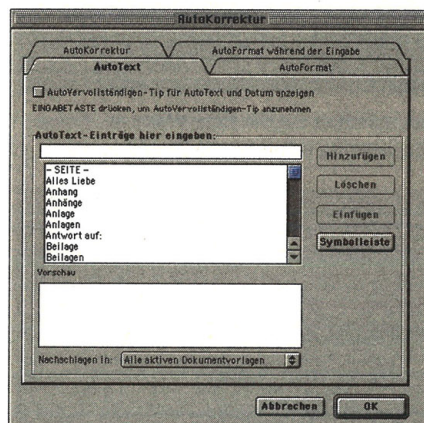 AutoKorrektur
AutoKorrektur
AutoFormat während der Eingabe
AutoText
AutoFormat
AutoVervollständigen-Tip für AutoText und Datum anzeigen
EINGABETASTE drücken, um AutoVervollständigen-Tip anzunehmen
AutoText-Einträge hier eingeben:
Hinzufügen
- SEITE -
Alles Liebe
Löschen
Anhang
Anhänge
Anlage
Einfügen
Anlagen
Antwort auf:
Symbolleiste
Beilage
Beilagen
Vorschau
Nachschlagen in:
Alle aktiven Dokumentvorlagen
Abbrechen
OK